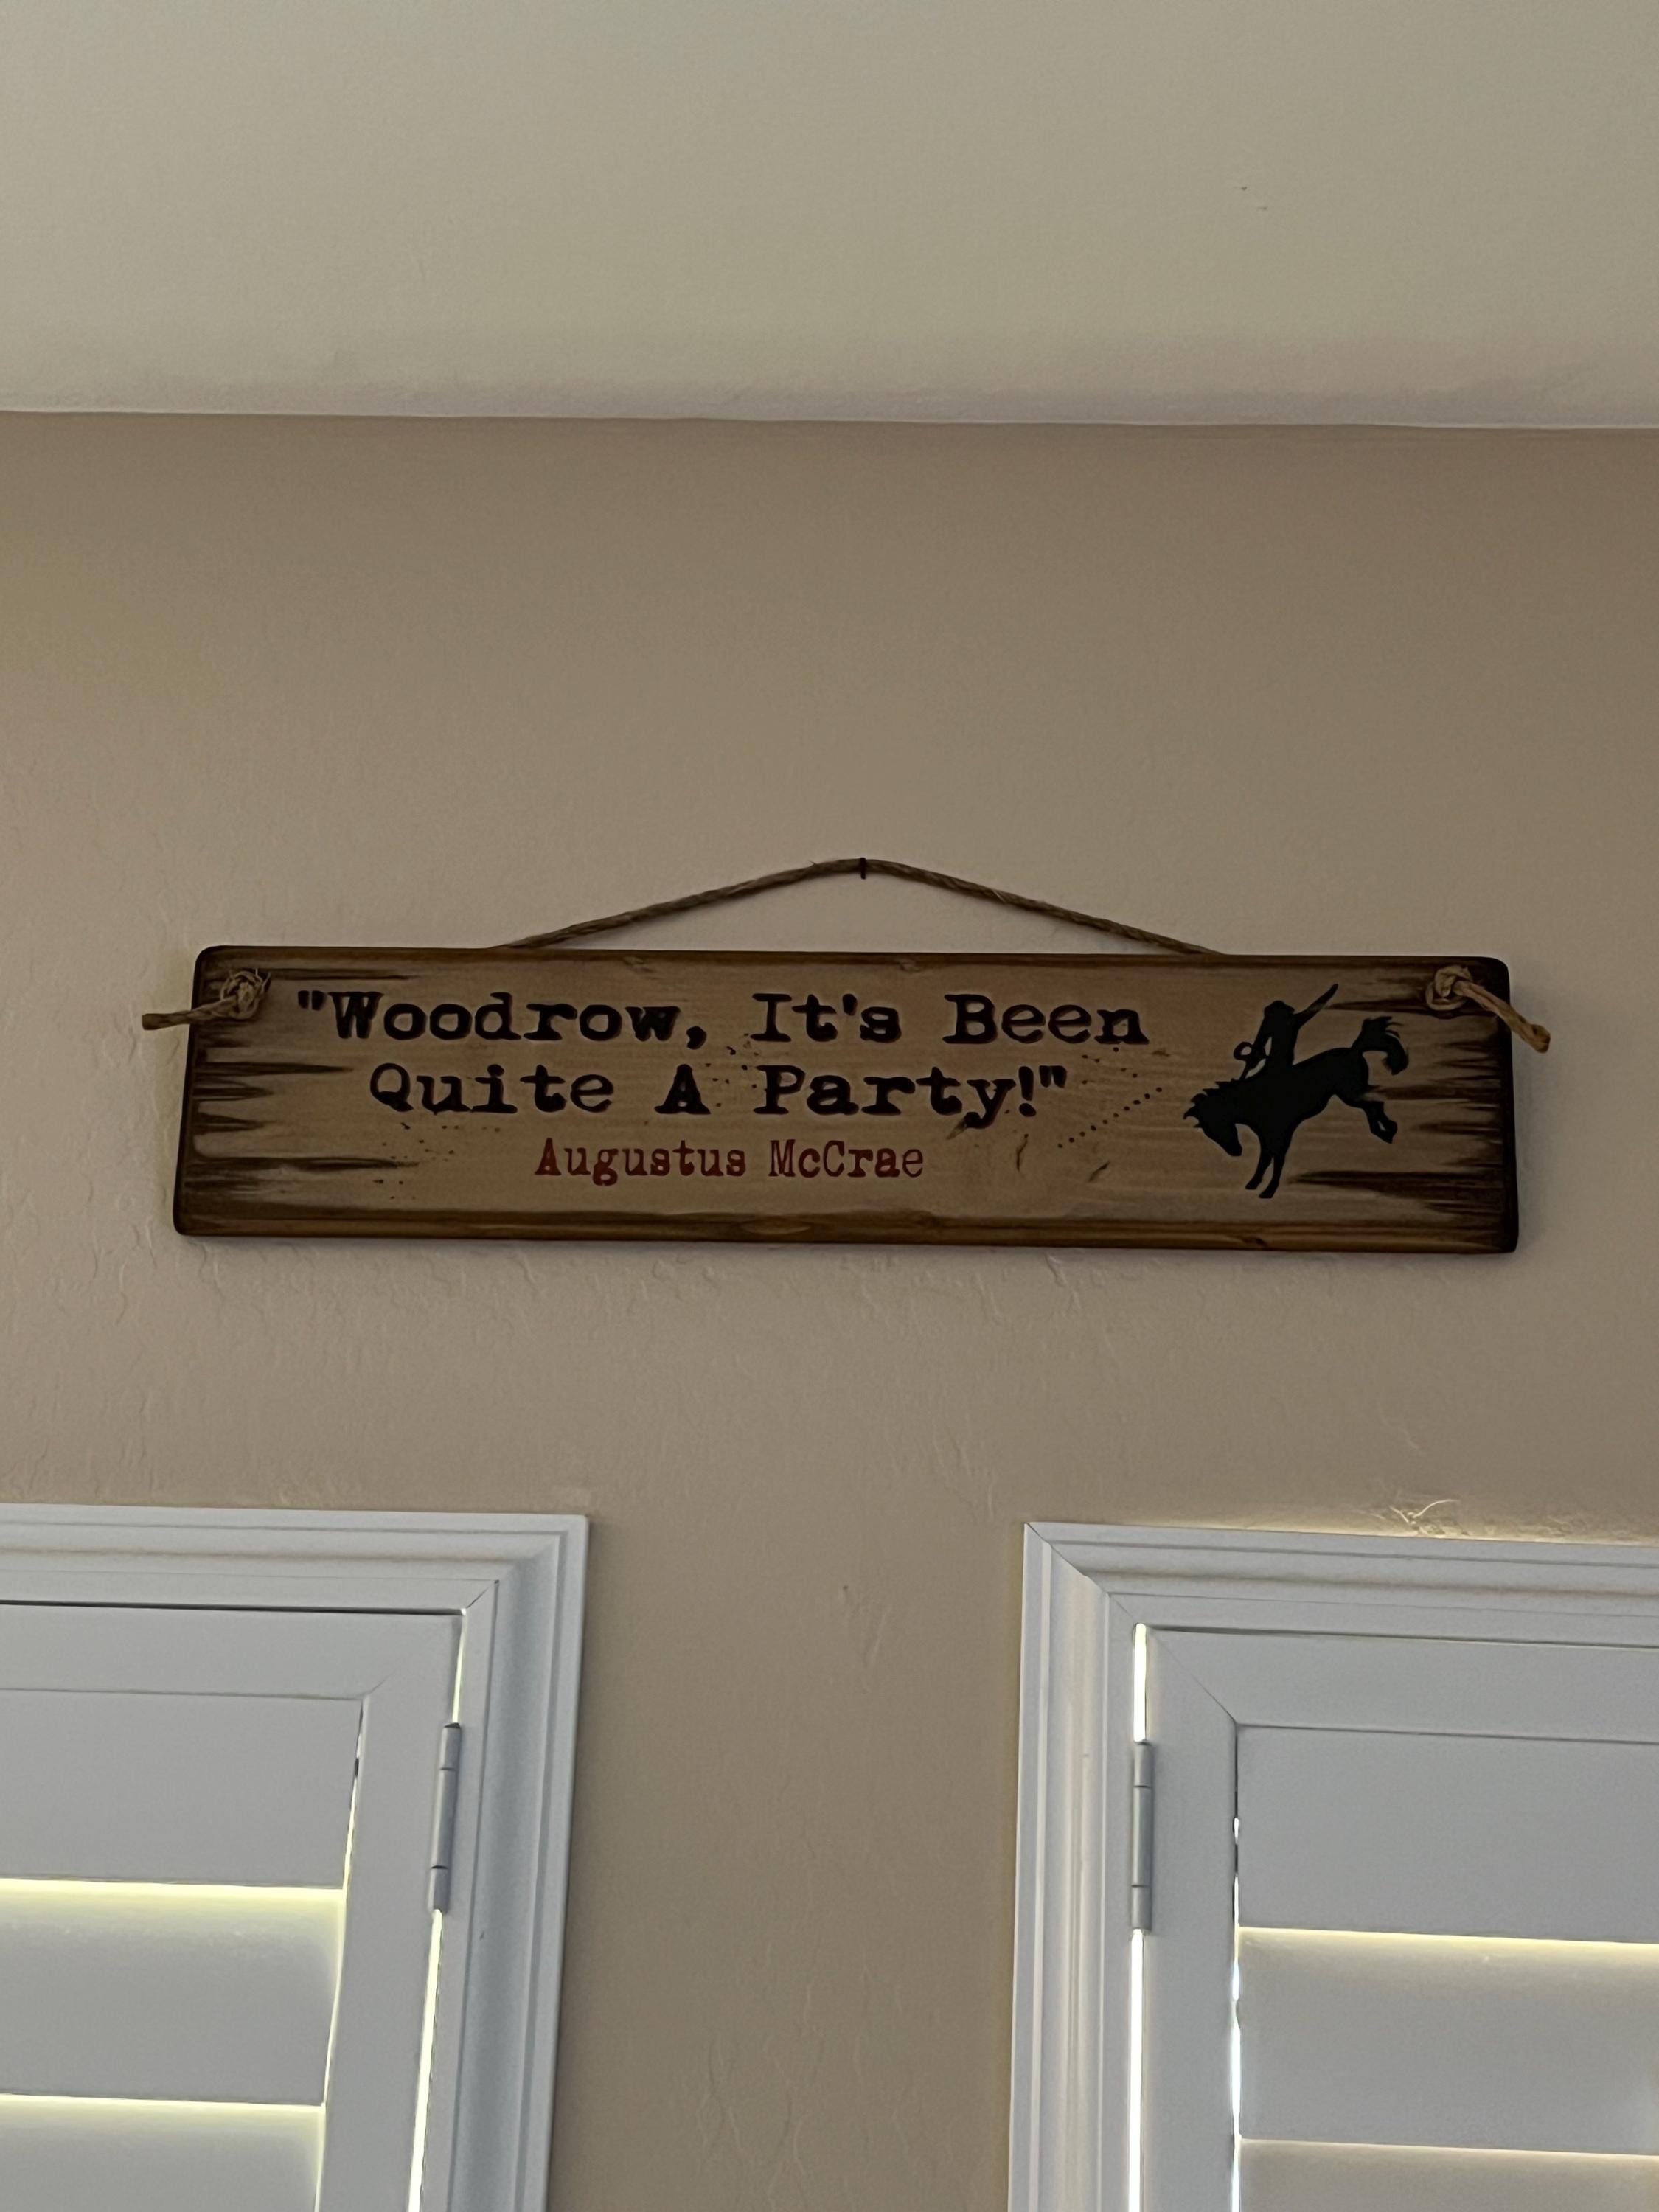 "Woodrow, It's Been
Quite A Party!"
Augustus McCrae